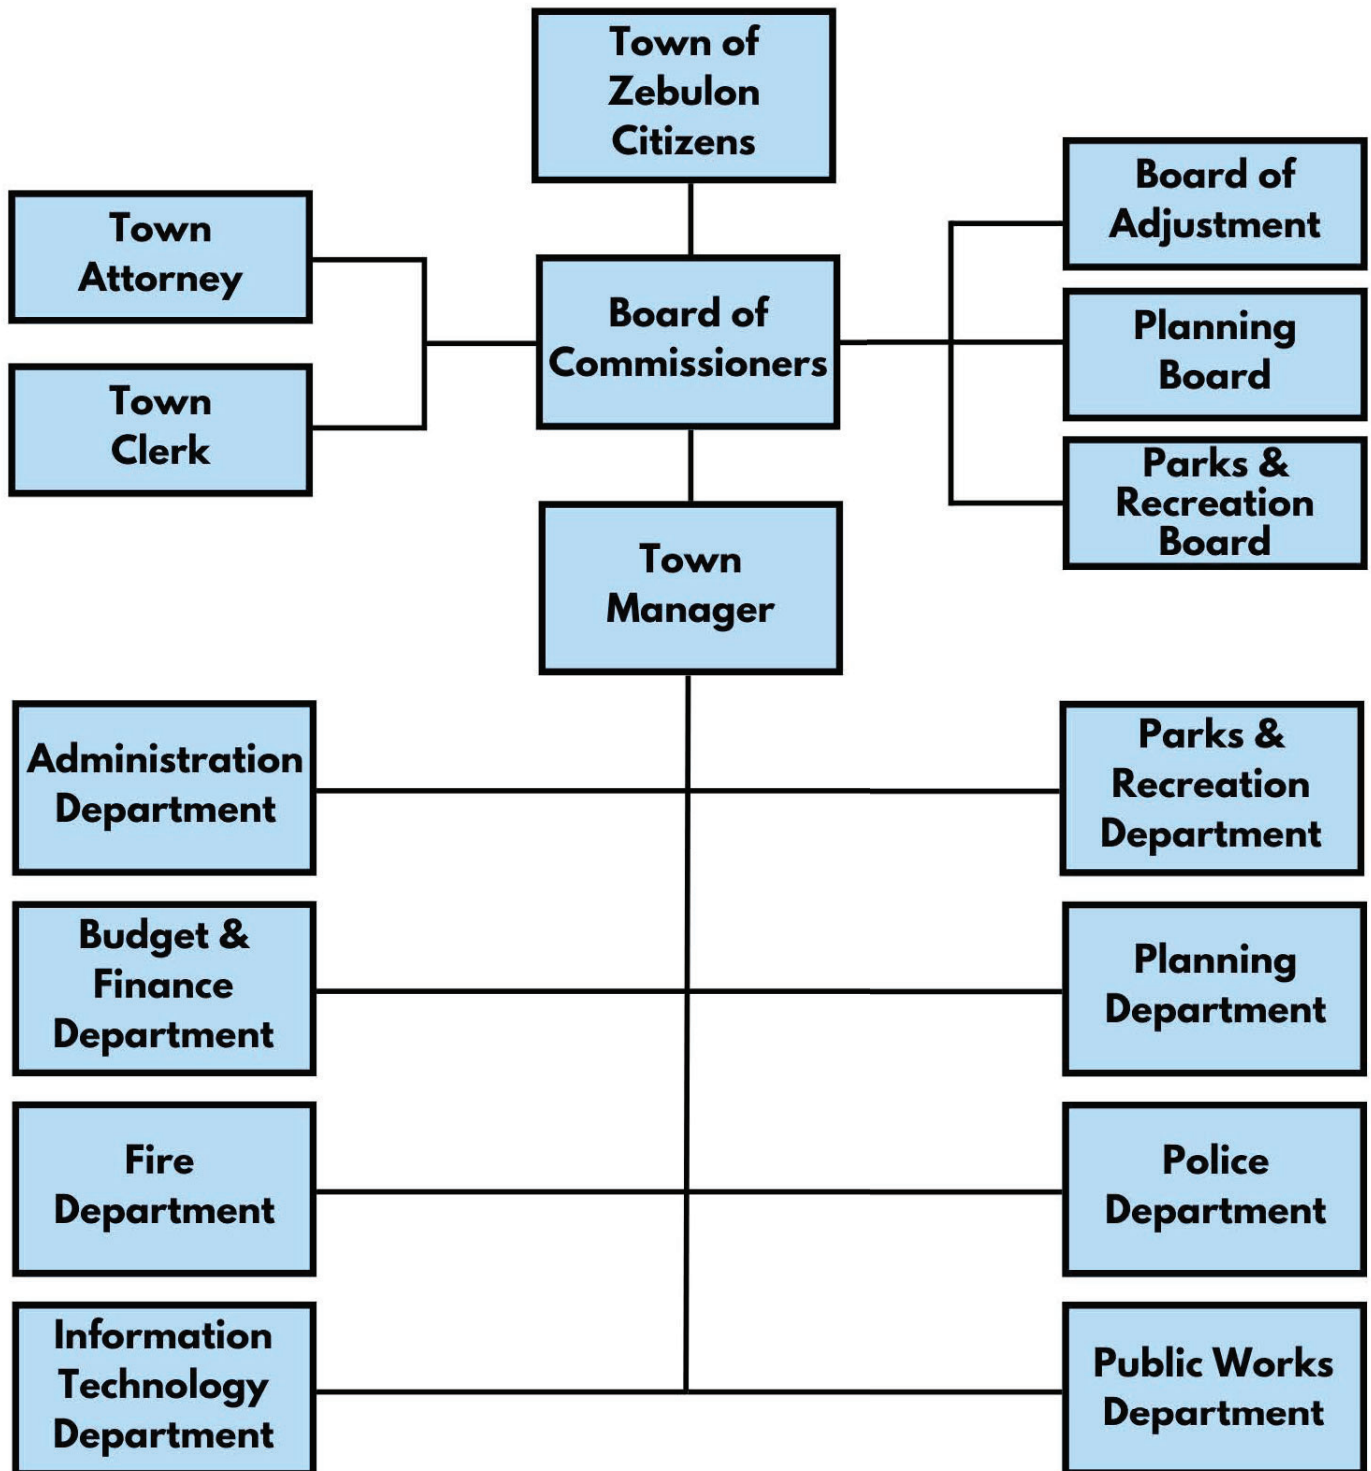 Town of
Zebulon
Citizens
Town
Attorney
Town
Clerk
Board of
Commissioners
Board of
Adjustment
Planning
Board
Parks &
Recreation
Board
Town
Manager
Administration
Department
Parks &
Recreation
Department
Budget &
Finance
Department
Planning
Department
Fire
Department
Police
Department
Information
Technology
Department
Public Works
Department